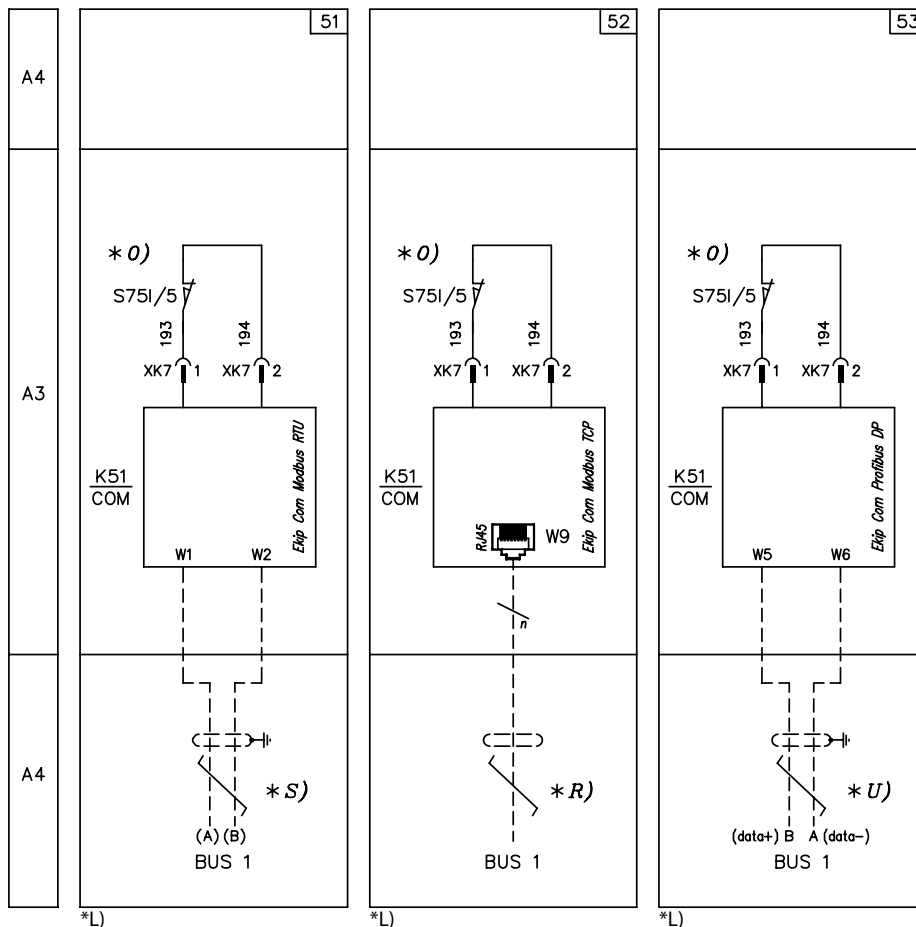 A4
A3
A4
51
*O)
S75I/5
193
194
XK7 1
XK7 2
K51
COM
Ekip Com Modbus RTU
W1
W2
*S)
(A) (B)
BUS 1
*L)
52
*O)
S75I/5
193
194
XK7 1
XK7 2
K51
COM
Ekip Com Modbus TCP
RJ45
W9
n
*R)
BUS 1
*L)
53
*O)
S75I/5
193
194
XK7 1
XK7 2
K51
COM
Ekip Com Profibus DP
W5
W6
*U)
(data+) B A (data-)
BUS 1
*L)